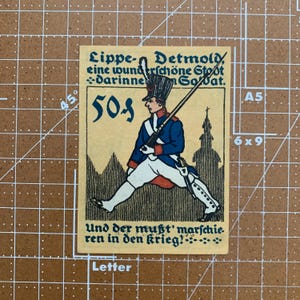 Lippe-Detmold
eine wunderschöne Stadt
darinnen ein Soldat.
50₰
Und der mußt' marschie-
ren in den Krieg!
45°
A5
6 x 9
Letter